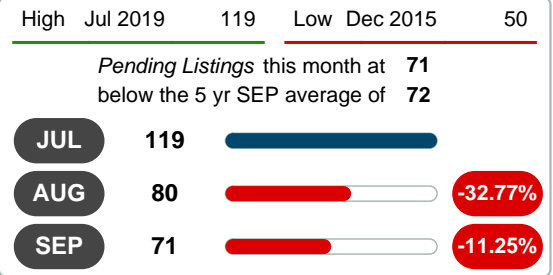 High Jul 2019 119 Low Dec 2015 50
Pending Listings this month at 71
below the 5 yr SEP average of 72
JUL 119
AUG 80 -32.77%
SEP 71 -11.25%